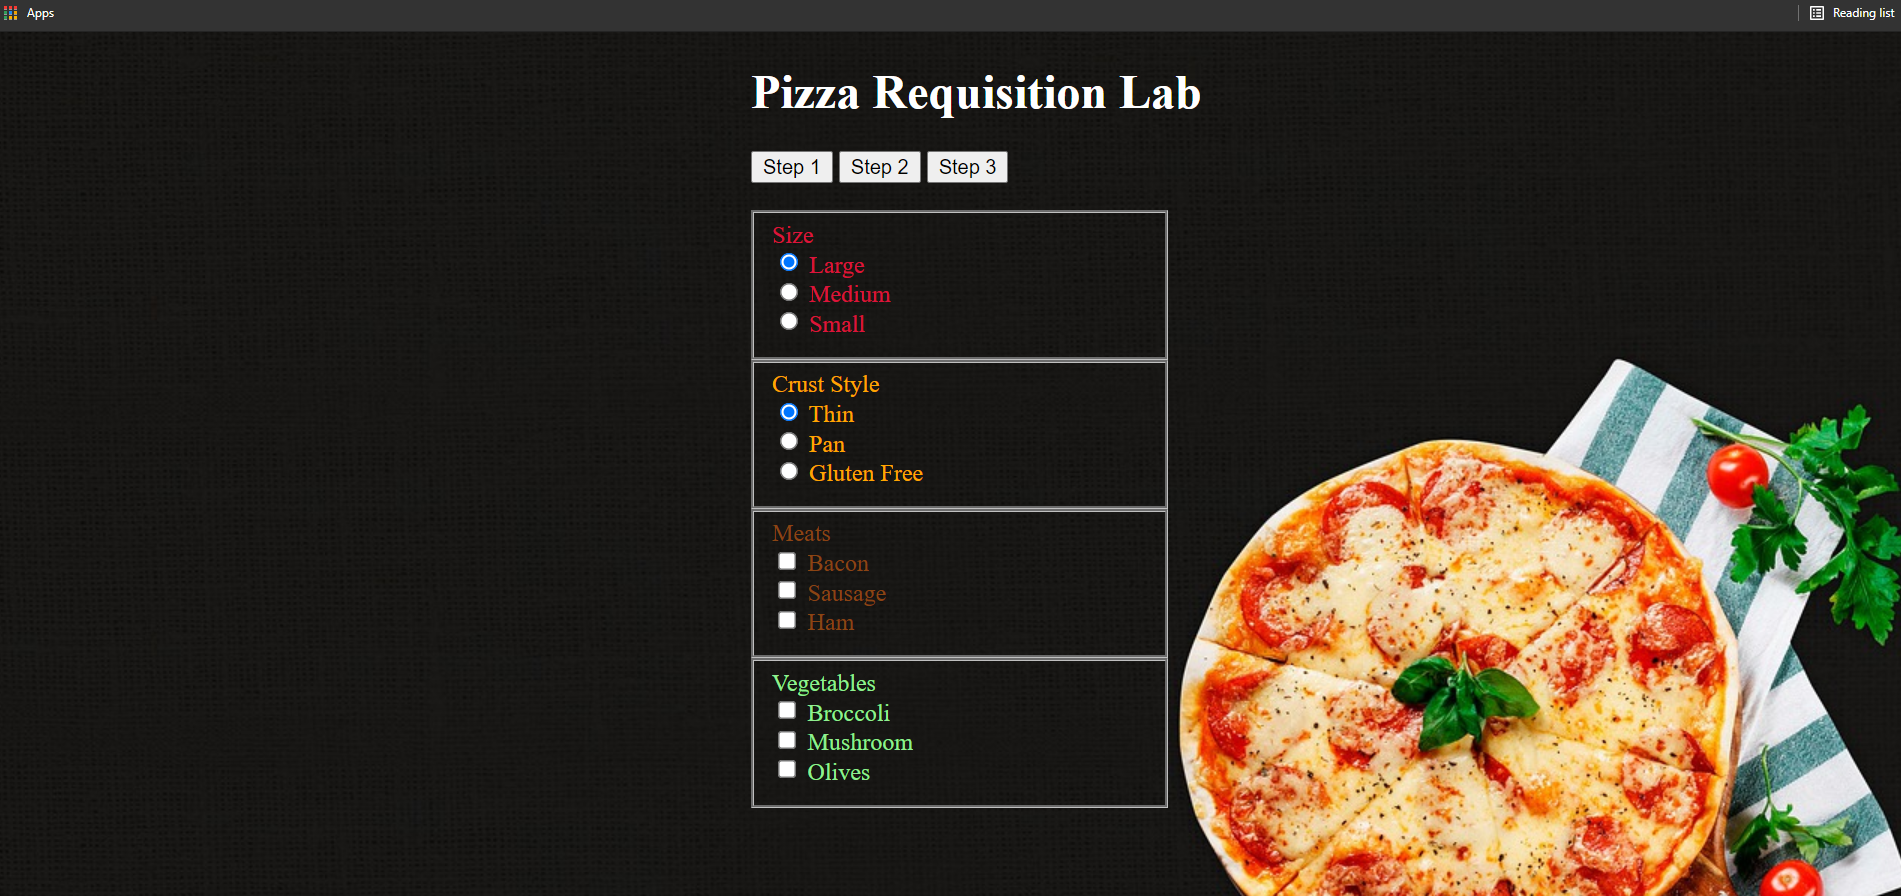 Apps
Reading list
Pizza Requisition Lab
Step 1 Step 2 Step 3
Size
Large
Medium
Small
Crust Style
Thin
Pan
Gluten Free
Meats
Bacon
Sausage
Ham
Vegetables
Broccoli
Mushroom
Olives